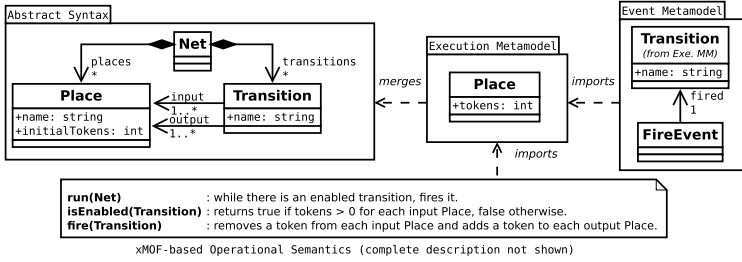 Abstract Syntax
Net
places
*
transitions
*
Place
+name: string
+initialTokens: int
input
1..*
output
1..*
Transition
+name: string
merges
Execution Metamodel
Place
+tokens: int
imports
Event Metamodel
Transition
(from Exe. MM)
+name: string
fired
1
FireEvent
imports
run(Net) : while there is an enabled transition, fires it.
isEnabled(Transition) : returns true if tokens > 0 for each input Place, false otherwise.
fire(Transition) : removes a token from each input Place and adds a token to each output Place.
xMOF-based Operational Semantics (complete description not shown)